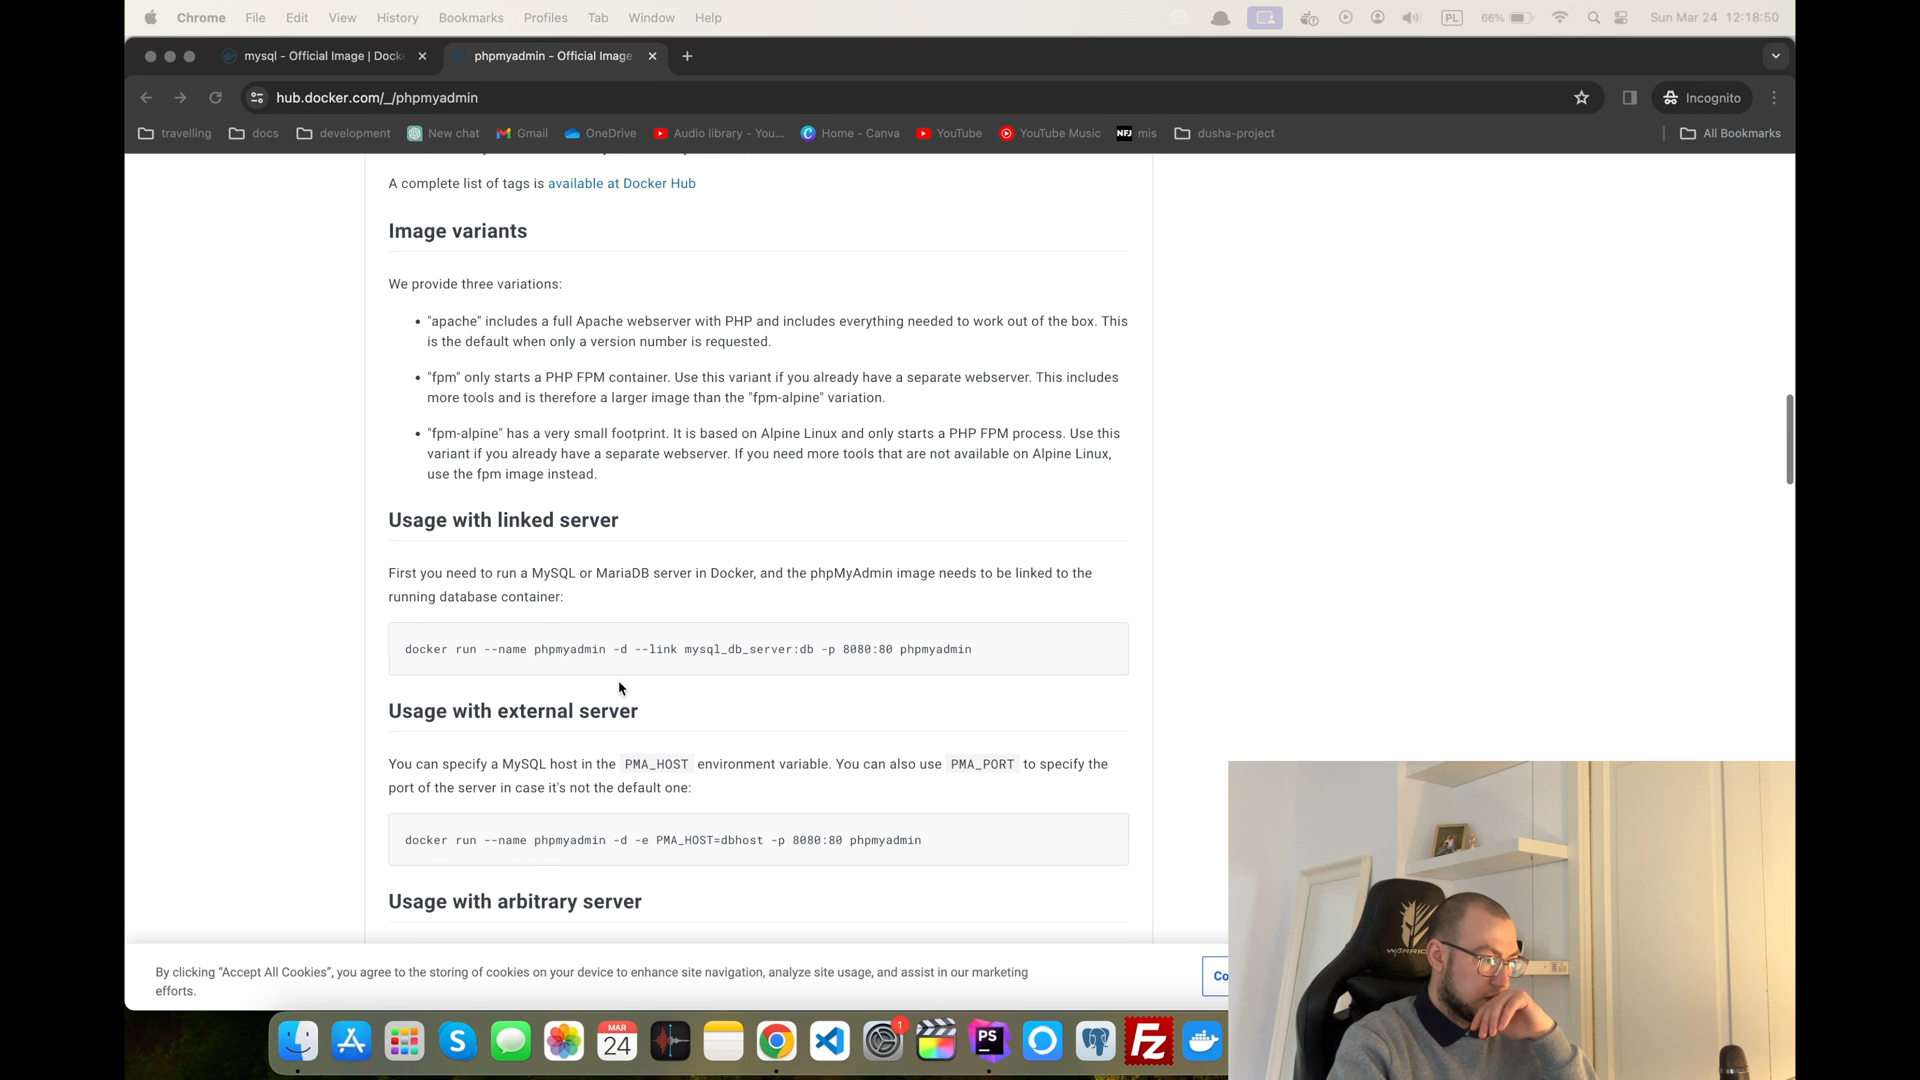 Chrome File Edit View History Bookmarks Profiles Tab Window Help PL 66% Sun Mar 24 12:18:50
mysql - Official Image | Docke phpmyadmin - Official Image
hub.docker.com/_/phpmyadmin Incognito
travelling docs development New chat Gmail OneDrive Audio library - You... Home - Canva YouTube YouTube Music NFJ mis dusha-project All Bookmarks
A complete list of tags is available at Docker Hub
Image variants
We provide three variations:
• "apache" includes a full Apache webserver with PHP and includes everything needed to work out of the box. This
is the default when only a version number is requested.
• "fpm" only starts a PHP FPM container. Use this variant if you already have a separate webserver. This includes
more tools and is therefore a larger image than the "fpm-alpine" variation.
• "fpm-alpine" has a very small footprint. It is based on Alpine Linux and only starts a PHP FPM process. Use this
variant if you already have a separate webserver. If you need more tools that are not available on Alpine Linux,
use the fpm image instead.
Usage with linked server
First you need to run a MySQL or MariaDB server in Docker, and the phpMyAdmin image needs to be linked to the
running database container:
docker run --name phpmyadmin -d --link mysql_db_server:db -p 8080:80 phpmyadmin
Usage with external server
You can specify a MySQL host in the PMA_HOST environment variable. You can also use PMA_PORT to specify the
port of the server in case it's not the default one:
docker run --name phpmyadmin -d -e PMA_HOST=dbhost -p 8080:80 phpmyadmin
Usage with arbitrary server
By clicking “Accept All Cookies”, you agree to the storing of cookies on your device to enhance site navigation, analyze site usage, and assist in our marketing
efforts.
Co
MAR
24
1
PS